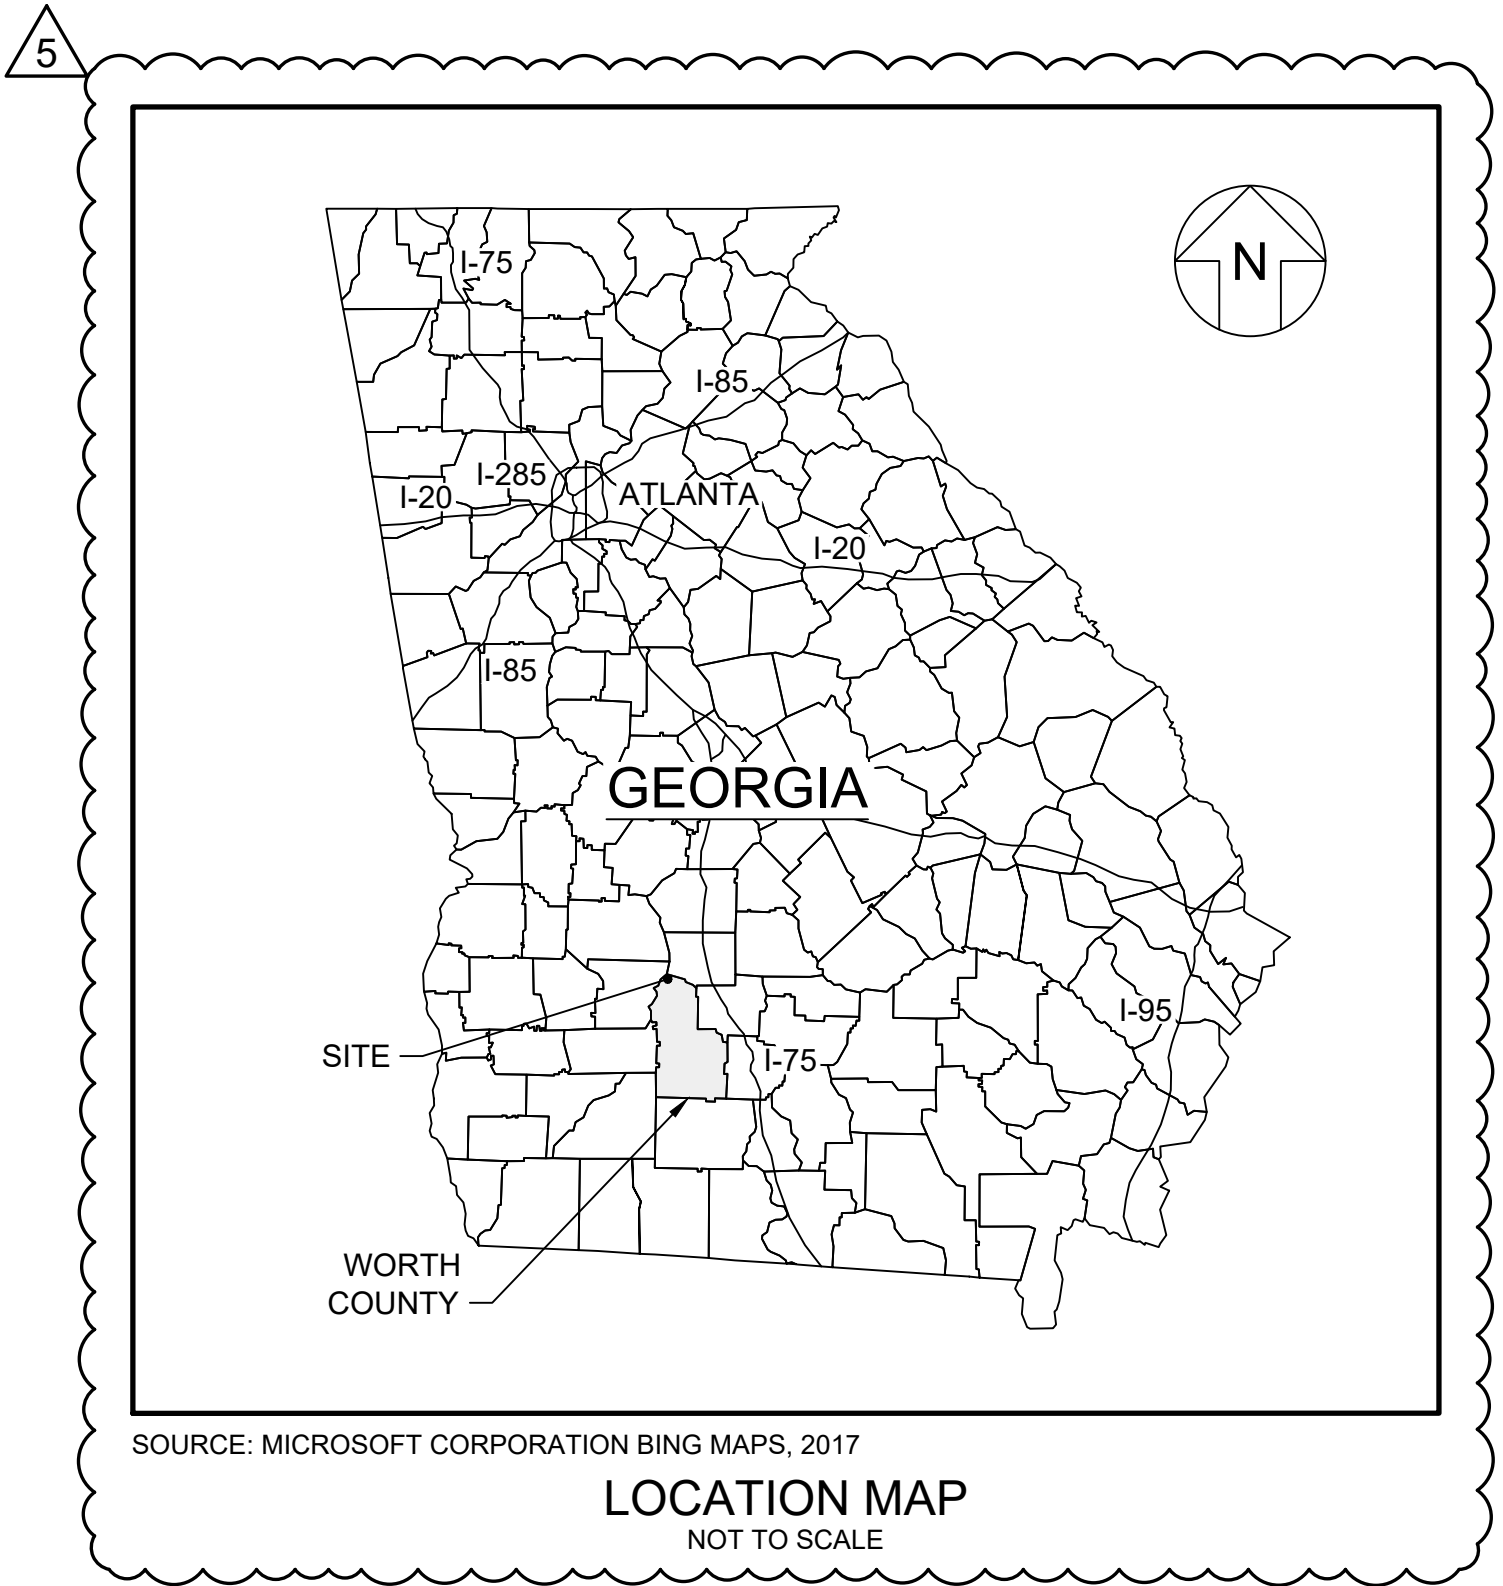 5
N
I-75
I-85
I-285
I-20
ATLANTA
I-20
I-85
GEORGIA
I-95
SITE
I-75
WORTH
COUNTY
SOURCE: MICROSOFT CORPORATION BING MAPS, 2017
LOCATION MAP
NOT TO SCALE